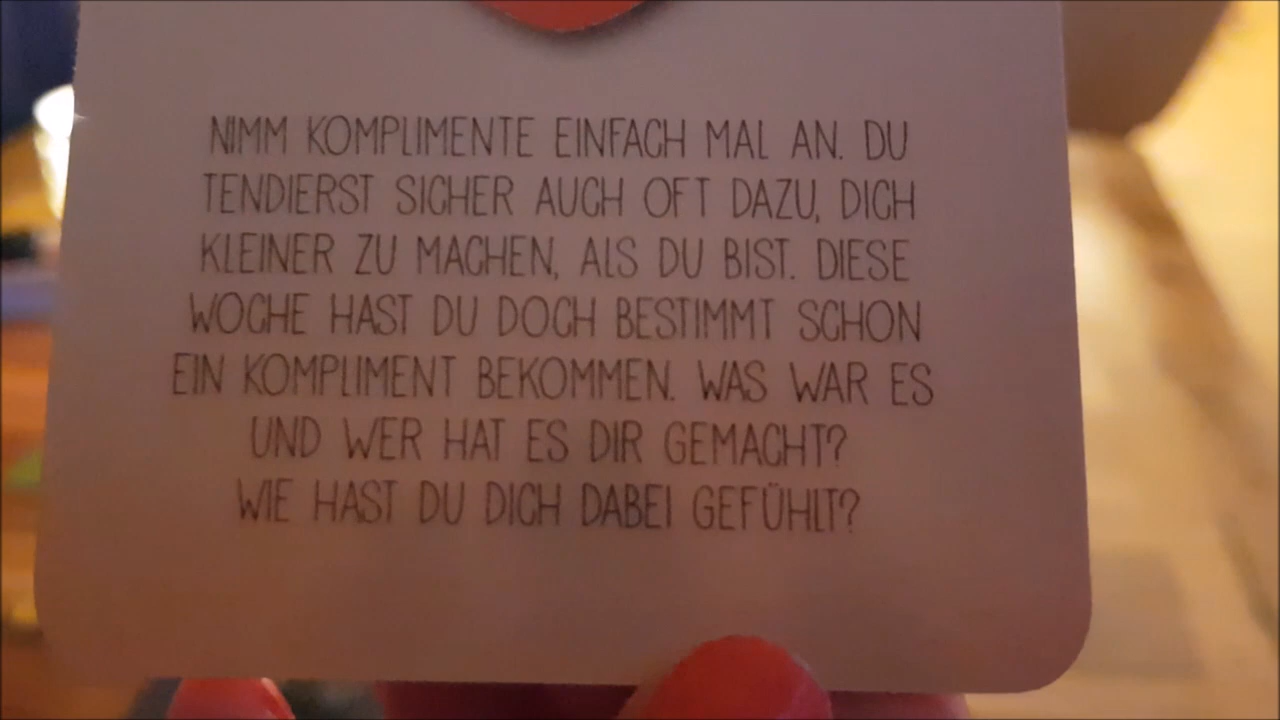 NIMM KOMPLIMENTE EINFACH MAL AN. DU
TENDIERST SICHER AUCH OFT DAZU, DICH
KLEINER ZU MACHEN, ALS DU BIST. DIESE
WOCHE HAST DU DOCH BESTIMMT SCHON
EIN KOMPLIMENT BEKOMMEN. WAS WAR ES
UND WER HAT ES DIR GEMACHT?
WIE HAST DU DICH DABEI GEFÜHLT?